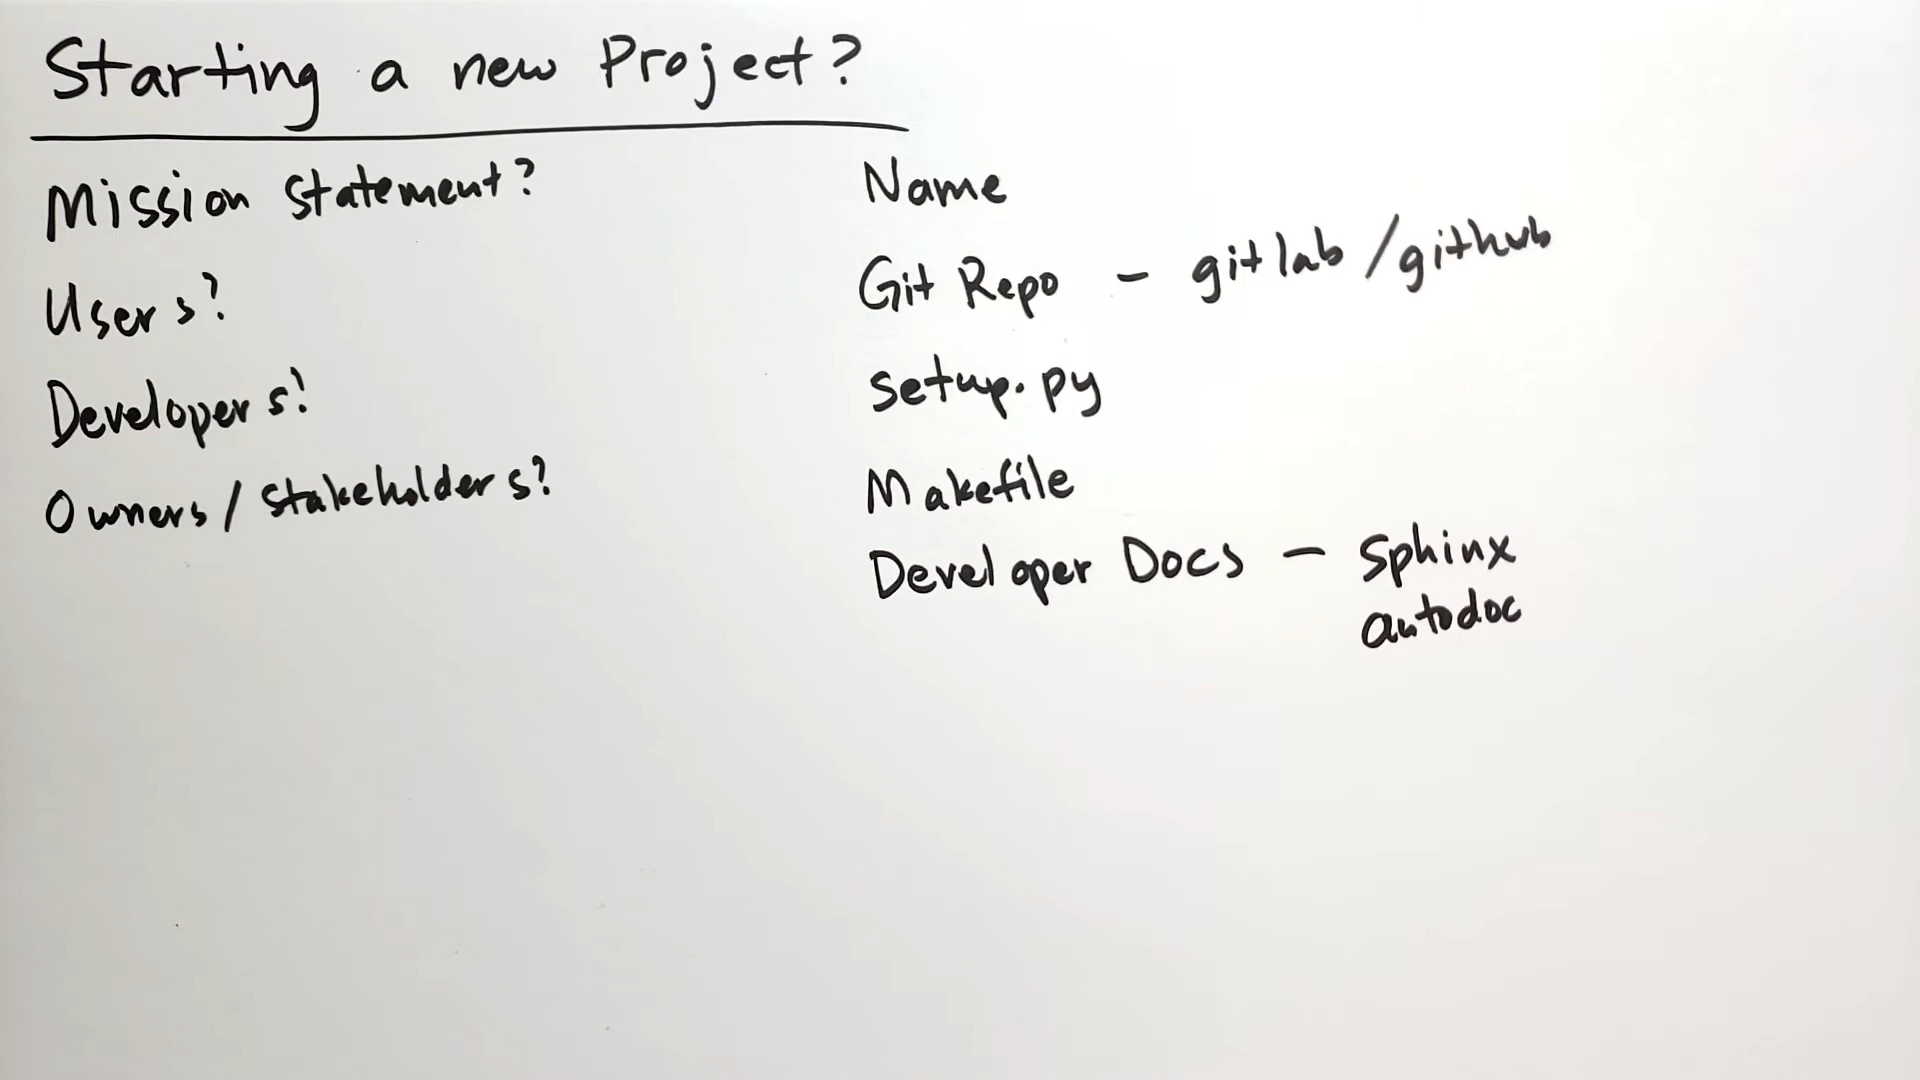 Starting a new Project?
Mission Statement?
Users?
Developers?
Owners / Stakeholders?
Name
Git Repo - gitlab / github
setup.py
Makefile
Developer Docs - Sphinx
autodoc